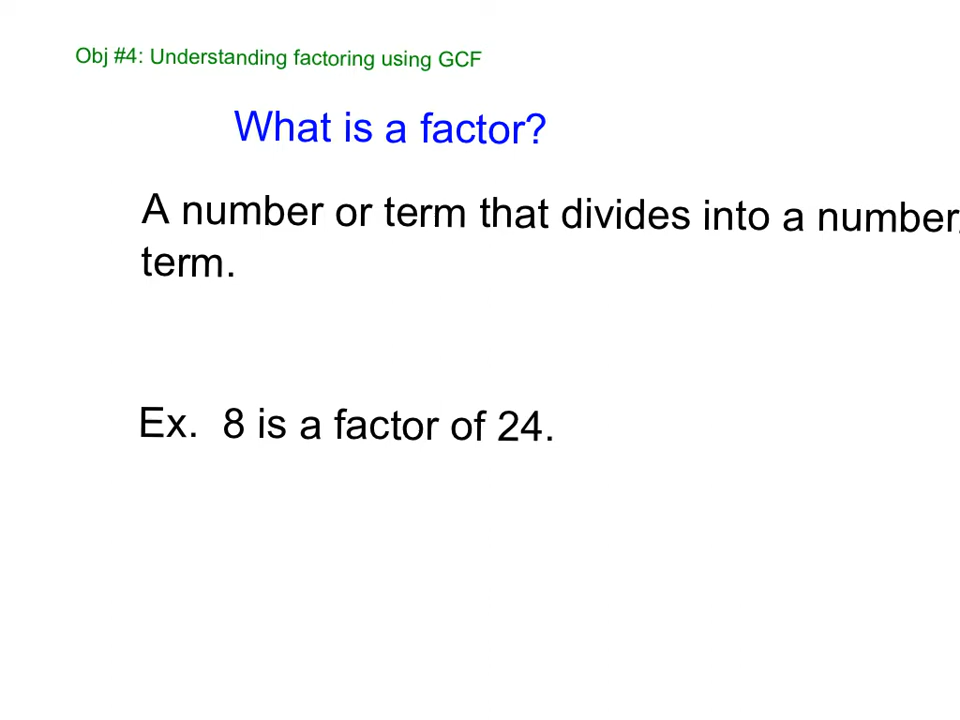 Obj #4: Understanding factoring using GCF
What is a factor?
A number or term that divides into a number
term.
Ex. 8 is a factor of 24.